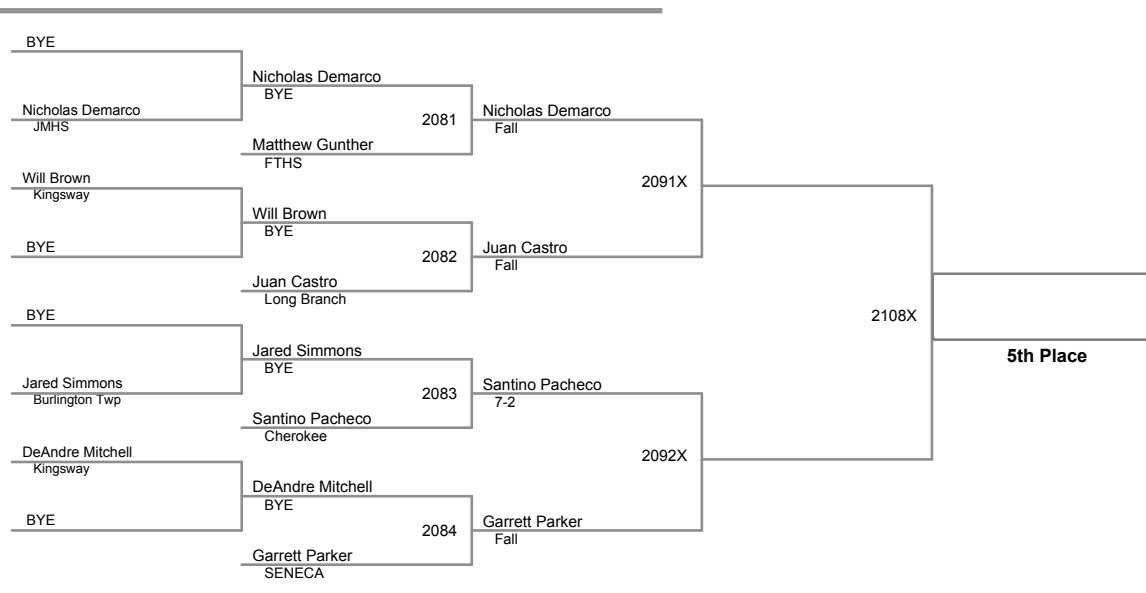 BYE
Nicholas Demarco
JMHS
Will Brown
Kingsway
BYE
BYE
Jared Simmons
Burlington Twp
DeAndre Mitchell
Kingsway
BYE
Nicholas Demarco
BYE
2081
Matthew Gunther
FTHS
Will Brown
BYE
2082
Juan Castro
Long Branch
Jared Simmons
BYE
2083
Santino Pacheco
Cherokee
DeAndre Mitchell
BYE
2084
Garrett Parker
SENECA
Nicholas Demarco
Fall
2091X
Juan Castro
Fall
Santino Pacheco
7-2
2092X
Garrett Parker
Fall
2108X
5th Place